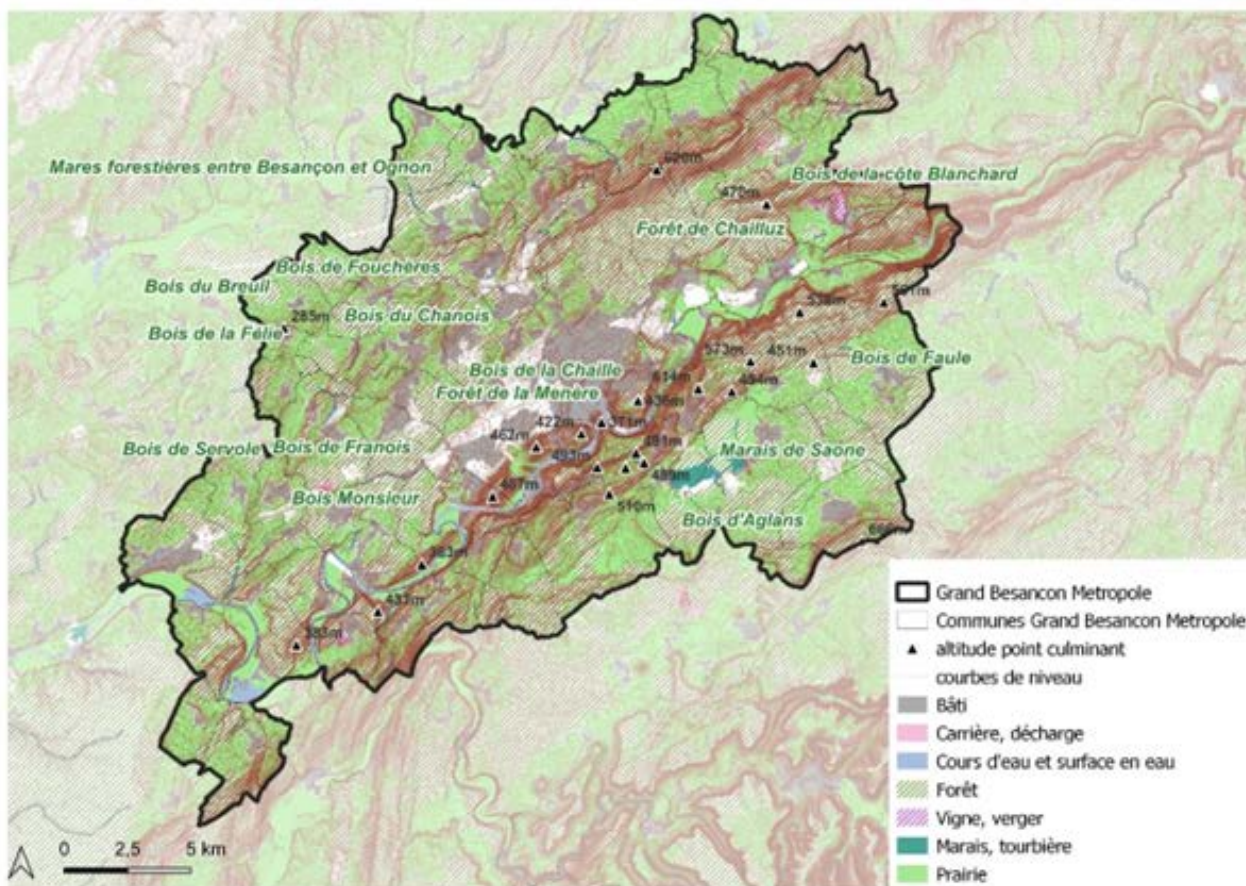 620m
Mares forestières entre Besançon et Ognon
Bois de la côte Blanchard
470m
Forêt de Chailluz
Bois de Fouchères
Bois du Breuil
285m
Bois du Chanois
Bois de la Félie
451m
Bois de Faule
Bois de la Chaille
Forêt de la Menère
422m
371m
462m
Bois de Servole
Bois de Franois
Marais de Saone
491m
Bois Monsieur
510m
Bois d'Aglans
Grand Besancon Metropole
Communes Grand Besancon Metropole
altitude point culminant
courbes de niveau
Bâti
Carrière, décharge
Cours d'eau et surface en eau
Forêt
Vigne, verger
Marais, tourbière
Prairie
0 2,5 5 km